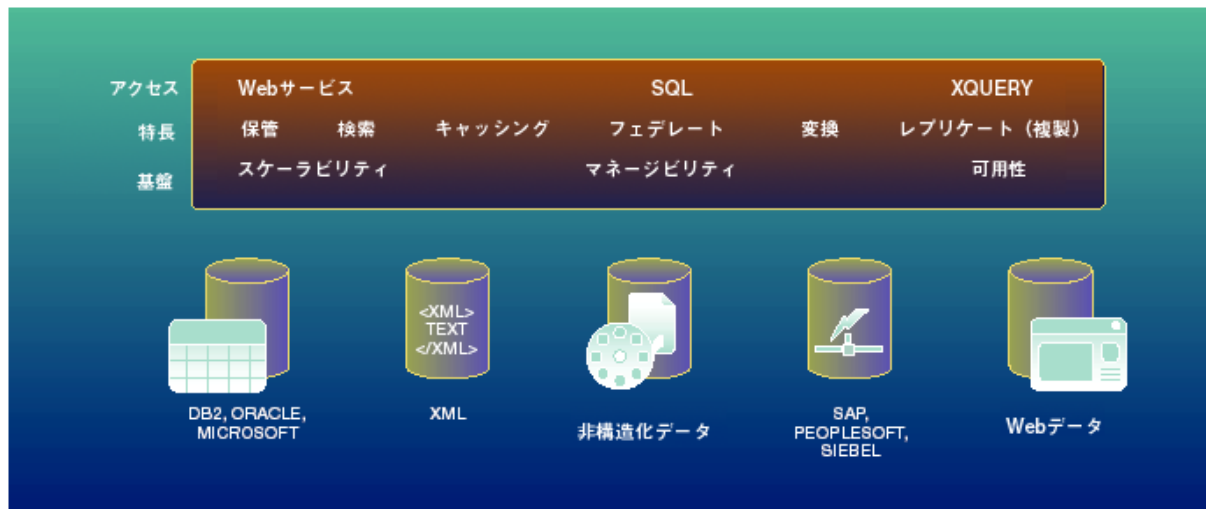 アクセス Webサービス SQL XQUERY
特長 保管 検索 キャッシング フェデレート 変換 レプリケート（複製）
基盤 スケーラビリティ マネージビリティ 可用性
<XML>
TEXT
</XML>
DB2, ORACLE,
MICROSOFT
XML
非構造化データ
SAP,
PEOPLESOFT,
SIEBEL
Webデータ